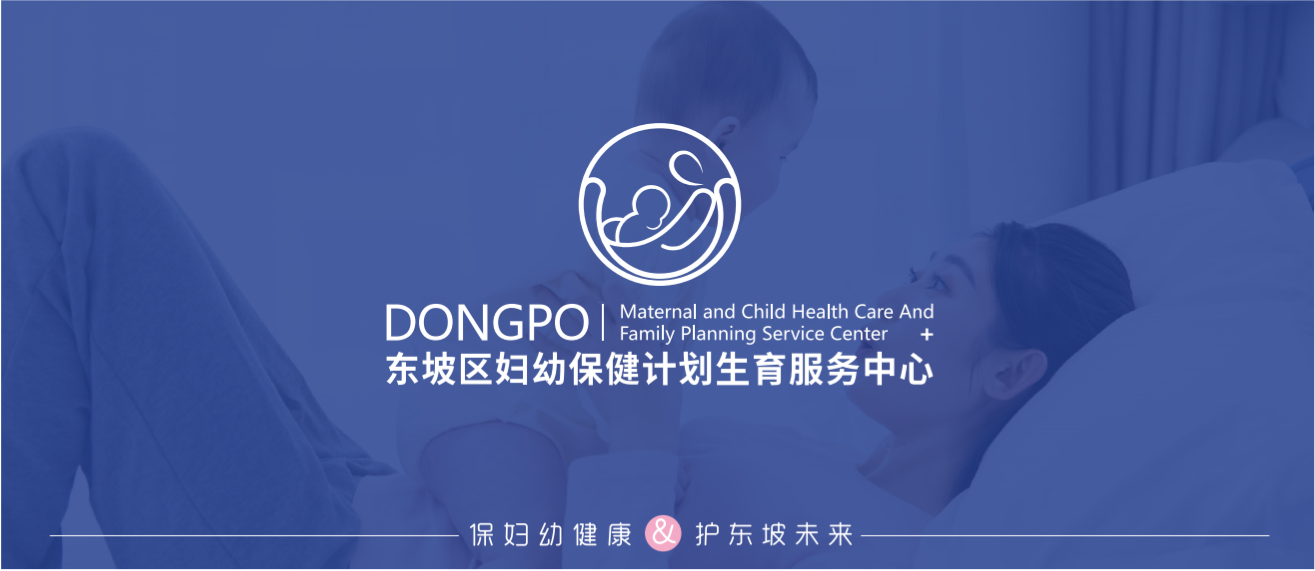 DONGPO
Maternal and Child Health Care And
Family Planning Service Center +
东坡区妇幼保健计划生育服务中心
保妇幼健康 & 护东坡未来